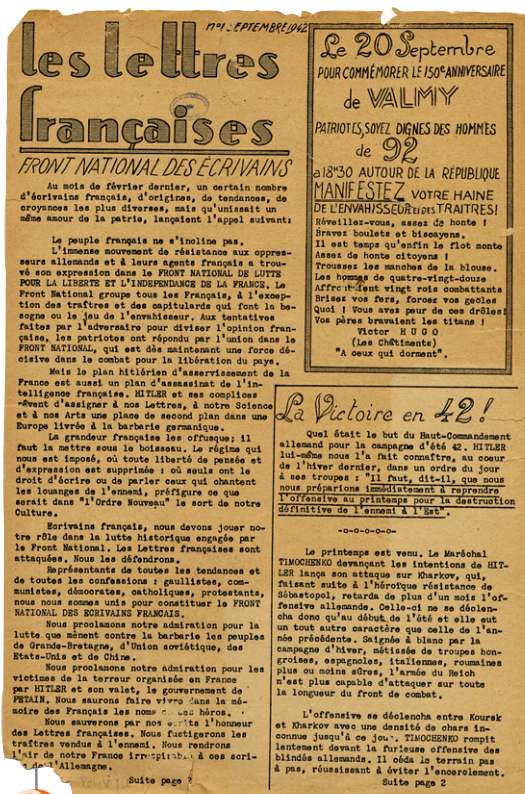 n°1 SEPTEMBRE 1942
les lettres
françaises
FRONT NATIONAL DES ÉCRIVAINS
Au mois de février dernier, un certain nombre
d'écrivains français, d'origines, de tendances, de
croyances les plus diverses, mais qu'unissait un
même amour de la patrie, lançaient l'appel suivant:
Le peuple français ne s'incline pas.
L'immense mouvement de résistance aux oppres-
seurs allemands et à leurs agents français a trou-
vé son expression dans le FRONT NATIONAL DE LUTTE
POUR LA LIBERTE ET L'INDEPENDANCE DE LA FRANCE. Le
Front National groupe tous les Français, à l'excep-
tion des traîtres et des capitulards qui font la be-
sogne ou le jeu de l'envahisseur. Aux tentatives
faites par l'adversaire pour diviser l'opinion fran-
çaise, les patriotes ont répondu par l'union dans le
FRONT NATIONAL, qui est dès maintenant une force dé-
cisive dans le combat pour la libération du pays.
Mais le plan hitlérien d'asservissement de la
France est aussi un plan d'assassinat de l'in-
telligence française. HITLER et ses complices
rêvent d'assigner à nos Lettres, à notre Science
et à nos Arts une place de second plan dans une
Europe livrée à la barbarie germanique.
La grandeur française les offusque; il
faut la mettre sous le boisseau. Le régime qui
nous est imposé, où toute liberté de pensée et
d'expression est supprimée : où seuls ont le
droit d'écrire ou de parler ceux qui chantent
les louanges de l'ennemi, préfigure ce que
serait dans "l'Ordre Nouveau" le sort de notre
Culture.
Ecrivains français, nous devons jouer no-
tre rôle dans la lutte historique engagée par
le Front National. Les Lettres françaises sont
attaquées. Nous les défendrons.
Représentants de toutes les tendances et
de toutes les confessions : gaullistes, com-
munistes, démocrates, catholiques, protestants,
nous nous sommes unis pour constituer le FRONT
NATIONAL DES ECRIVAINS FRANÇAIS.
Nous proclamons notre admiration pour la
lutte que mènent contre la barbarie les peuples
de Grande-Bretagne, d'Union soviétique, des
Etats-Unis et de Chine.
Nous proclamons notre admiration pour les
victimes de la terreur organisée en France
par HITLER et son valet, le gouvernement de
PETAIN. Nous saurons faire vivre dans la mé-
moire des Français les noms de ces héros.
Nous sauverons par nos écrits l'honneur
des Lettres françaises. Nous fustigerons les
traîtres vendus à l'ennemi. Nous rendrons
l'air de notre France irrespirable à ces scri-
de l'Allemagne.
Suite page
Le 20 Septembre
POUR COMMÉMORER LE 150e ANNIVERSAIRE
de VALMY
PATRIOTES, SOYEZ DIGNES DES HOMMES
de 92
à 18H30 AUTOUR DE LA RÉPUBLIQUE
MANIFESTEZ VOTRE HAINE
DE L'ENVAHISSEUR ET DES TRAITRES!
Réveillez-vous, assez de honte !
Bravez boulets et biscayens.
Il est temps qu'enfin le flot monte
Assez de honte citoyens !
Troussez les manches de la blouse.
Les hommes de quatre-vingt-douze
Affrontaient vingt rois combattants
Brisez vos fers, forcez vos geôles
Quoi ! Vous avez peur de ces drôles!
Vos pères bravaient les titans !
Victor HUGO
(Les Châtiments)
"A ceux qui dorment".
La Victoire en 42!
Quel était le but du Haut-Commandement
allemand pour la campagne d'été 42. HITLER
lui-même nous l'a fait connaître, au coeur
de l'hiver dernier, dans un ordre du jour
à ses troupes : "Il faut, dit-il, que nous
nous préparions immédiatement à reprendre
l'offensive au printemps pour la destruction
définitive de l'ennemi à l'Est".
-o-o-o-o-o-
Le printemps est venu. Le Maréchal
TIMOCHENKO devançant les intentions de HIT-
LER lança son attaque sur Kharkov, qui,
faisant suite à l'héroïque résistance de
Sébastopol, retarda de plus d'un mois l'of-
fensive allemande. Celle-ci ne se déclen-
cha donc qu'au début de l'été et elle eut
un tout autre caractère que celle de l'an-
née précédente. Saignée à blanc par la
campagne d'hiver, métissée de troupes hon-
groises, espagnoles, italiennes, roumaines
plus ou moins sûres, l'armée du Reich
n'est plus capable d'attaquer sur toute
la longueur du front de combat.
L'offensive se déclencha entre Koursk
et Kharkov avec une densité de chars in-
connue jusqu'à ce jour. TIMOCHENKO rompit
lentement devant la furieuse offensive des
blindés allemands. Il céda le terrain pas
à pas, réussissant à éviter l'encerclement.
Suite page 2